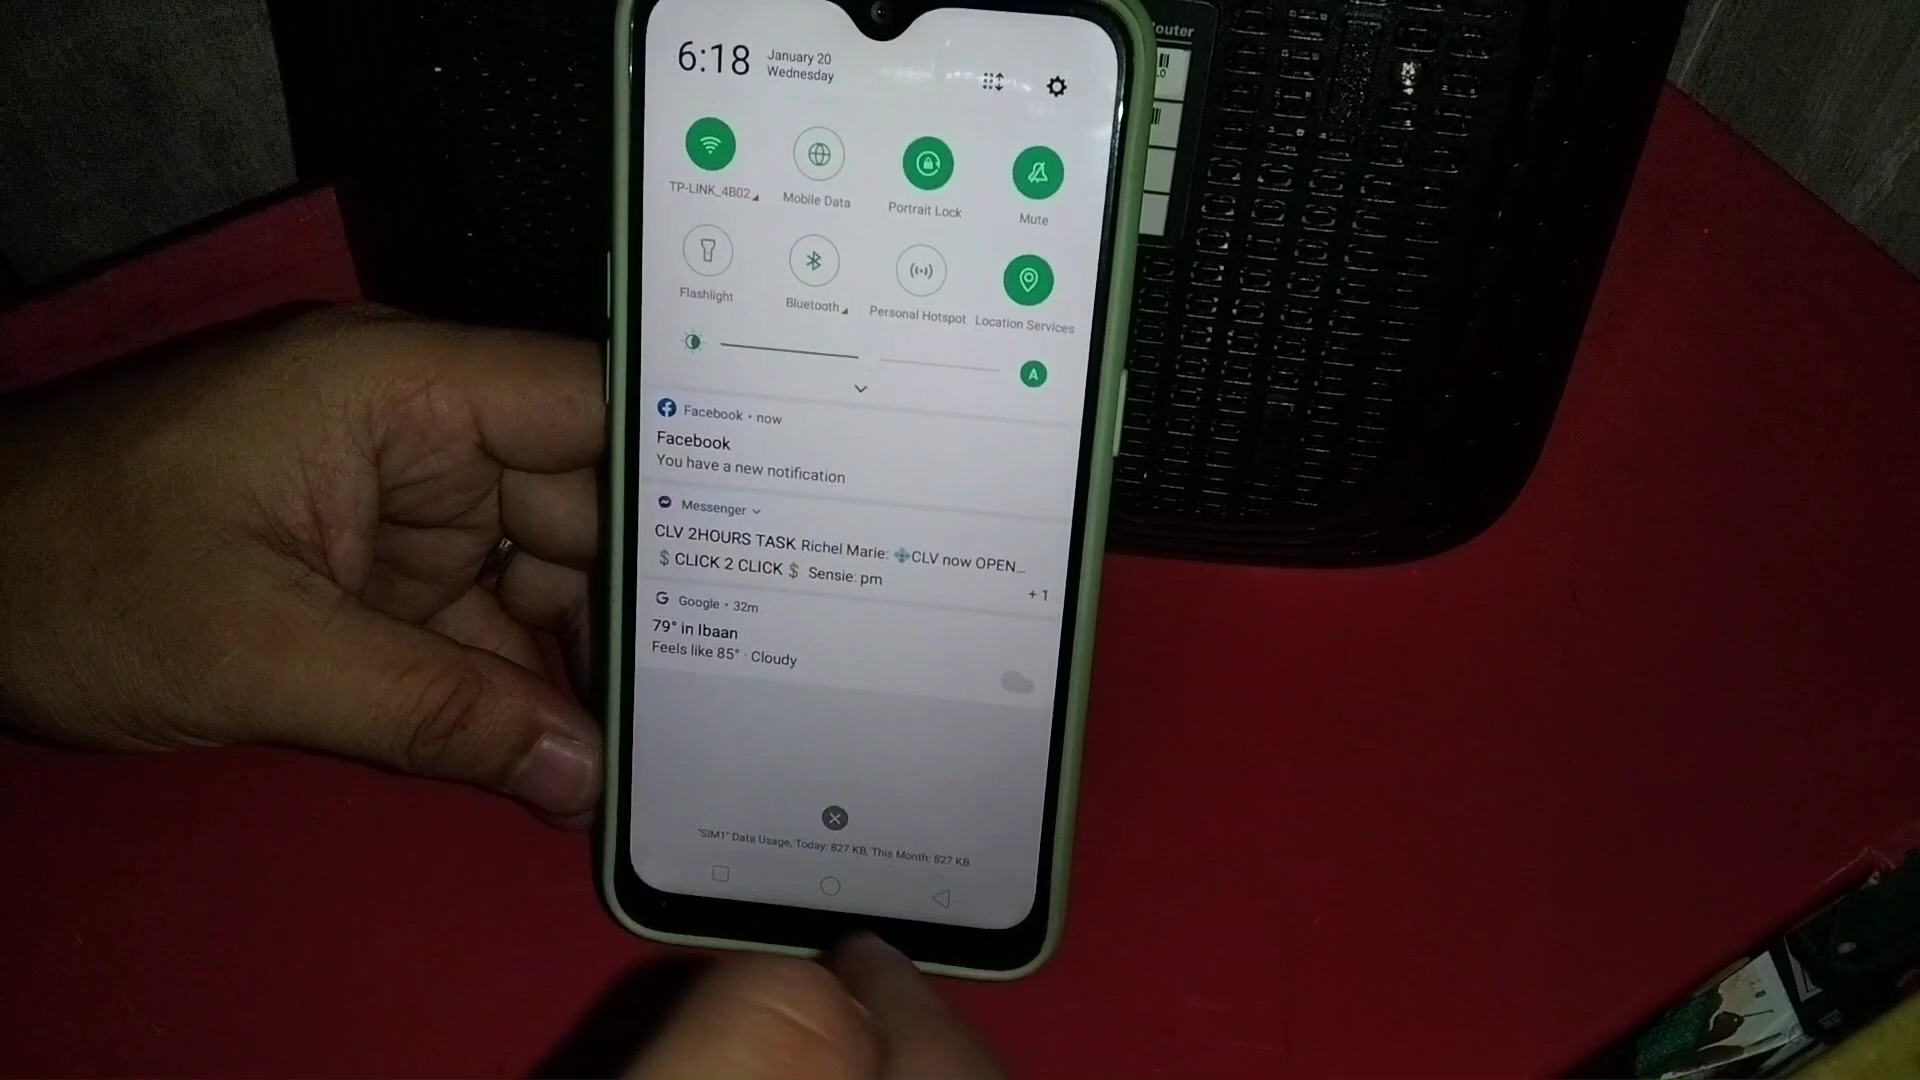 6:18
January 20
Wednesday
outer
TP-LINK_4B02
Mobile Data
Portrait Lock
Mute
Flashlight
Bluetooth
Personal Hotspot
Location Services
A
Facebook • now
Facebook
You have a new notification
Messenger
CLV 2HOURS TASK Richel Marie: CLV now OPEN...
$ CLICK 2 CLICK $ Sensie: pm
+ 1
G Google • 32m
79° in Ibaan
Feels like 85° · Cloudy
"SIM1" Data Usage, Today: 827 KB, This Month: 827 KB